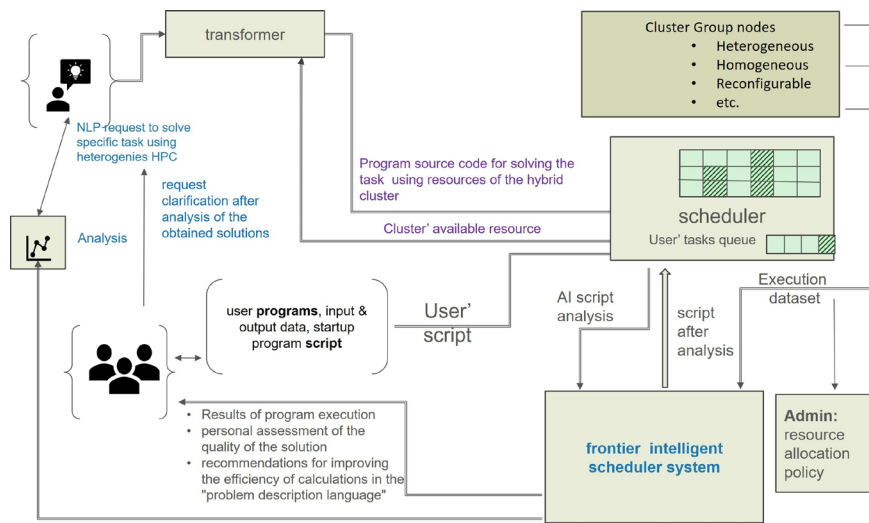 transformer
Cluster Group nodes
• Heterogeneous
• Homogeneous
• Reconfigurable
• etc.
NLP request to solve
specific task using
heterogenies HPC
Program source code for solving the
task using resources of the hybrid
cluster
request
clarification after
analysis of the
obtained solutions
scheduler
User' tasks queue
Cluster' available resource
Analysis
user programs, input &
output data, startup
program script
User'
script
AI script
analysis
script
after
analysis
Execution
dataset
• Results of program execution
• personal assessment of the
quality of the solution
• recommendations for improving
the efficiency of calculations in the
"problem description language"
frontier intelligent
scheduler system
Admin:
resource
allocation
policy